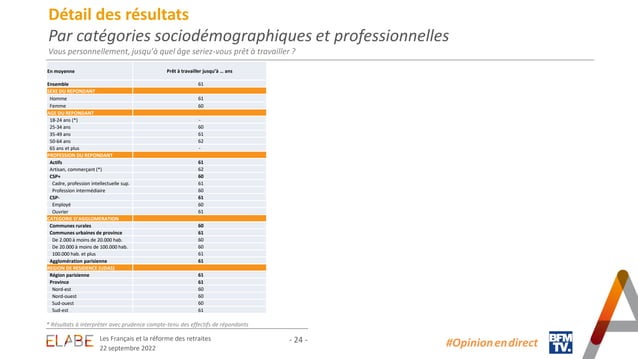 Détail des résultats
Par catégories sociodémographiques et professionnelles
Vous personnellement, jusqu'à quel âge seriez-vous prêt à travailler ?
En moyenne Prêt à travailler jusqu'à … ans
Ensemble 61
SEXE DU REPONDANT
Homme 61
Femme 60
AGE DU REPONDANT
18-24 ans (*) -
25-34 ans 60
35-49 ans 61
50-64 ans 62
65 ans et plus -
PROFESSION DU REPONDANT
Actifs 61
Artisan, commerçant (*) 62
CSP+ 60
Cadre, profession intellectuelle sup. 61
Profession intermédiaire 60
CSP- 61
Employé 60
Ouvrier 61
CATEGORIE D'AGGLOMERATION
Communes rurales 60
Communes urbaines de province 61
De 2.000 à moins de 20.000 hab. 60
De 20.000 à moins de 100.000 hab. 60
100.000 hab. et plus 61
Agglomération parisienne 61
REGION DE RESIDENCE (UDA5)
Région parisienne 61
Province 61
Nord-est 60
Nord-ouest 60
Sud-ouest 60
Sud-est 61
* Résultats à interpréter avec prudence compte-tenu des effectifs de répondants
ELABE
Les Français et la réforme des retraites
22 septembre 2022
- 24 -
#Opinion en direct
BFM
TV.